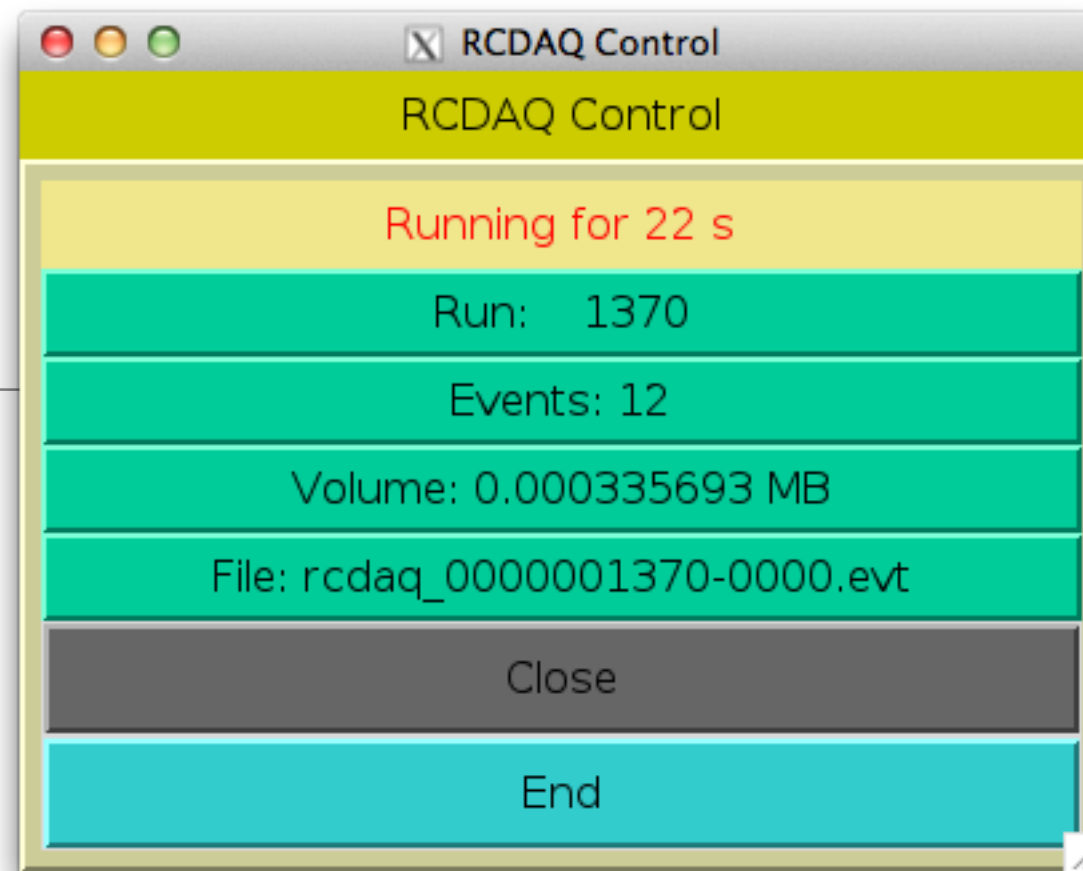 RCDAQ Control
RCDAQ Control
Running for 22 s
Run: 1370
Events: 12
Volume: 0.000335693 MB
File: rcdaq_0000001370-0000.evt
Close
End